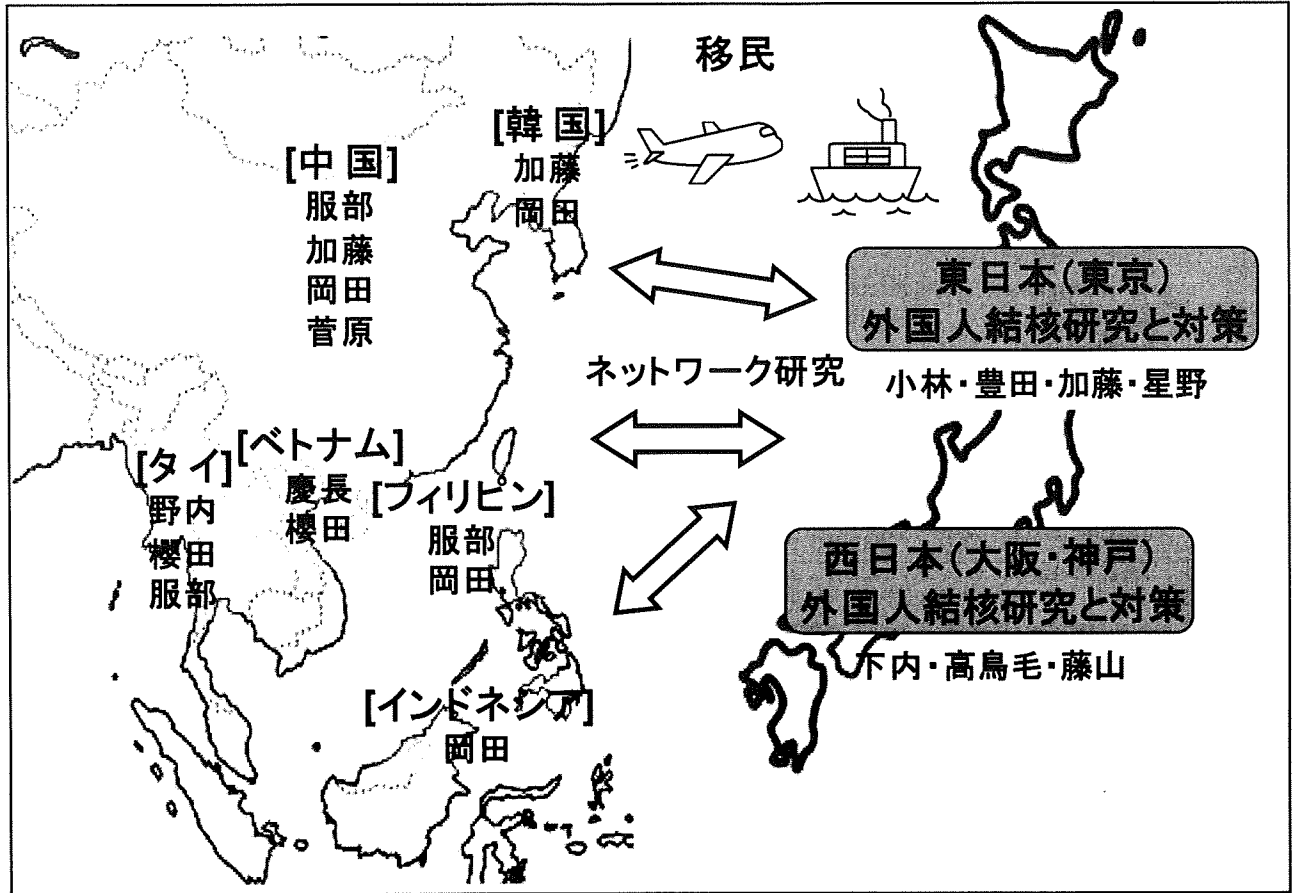 移民
[韓国]
加藤
岡田
[中国]
服部
加藤
岡田
菅原
東日本(東京)
外国人結核研究と対策
小林・豊田・加藤・星野
ネットワーク研究
[ベトナム]
慶長
櫻田
[タイ]
野内
櫻田
服部
[フィリピン]
服部
岡田
西日本(大阪・神戸)
外国人結核研究と対策
下内・高鳥毛・藤山
[インドネシア]
岡田